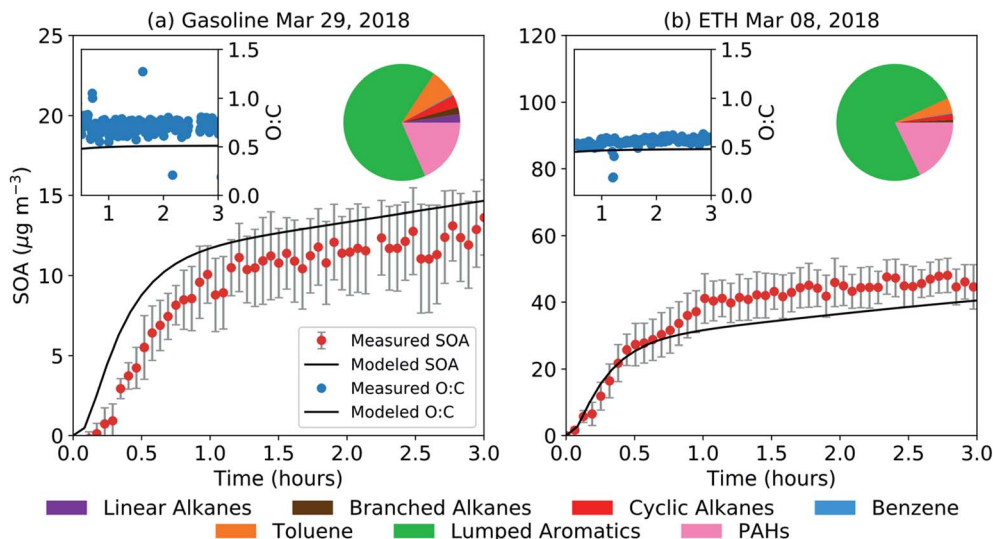 (a) Gasoline Mar 29, 2018
(b) ETH Mar 08, 2018
25
20
15
10
5
0
SOA (μg m⁻³)
1.5
1.0
0.5
0.0
O:C
1 2 3
Measured SOA
Modeled SOA
Measured O:C
Modeled O:C
0.0 0.5 1.0 1.5 2.0 2.5 3.0
Time (hours)
120
100
80
60
40
20
0
1.5
1.0
0.5
0.0
O:C
1 2 3
0.0 0.5 1.0 1.5 2.0 2.5 3.0
Time (hours)
Linear Alkanes Branched Alkanes Cyclic Alkanes Benzene
Toluene Lumped Aromatics PAHs